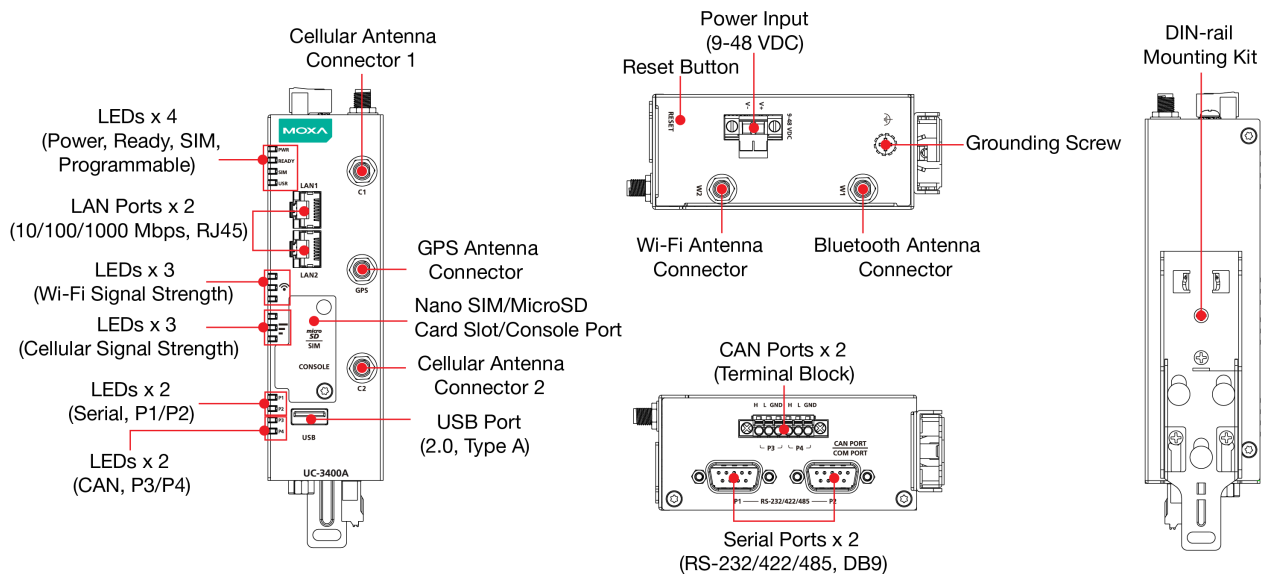 Cellular Antenna
Connector 1
LEDs x 4
(Power, Ready, SIM,
Programmable)
LAN Ports x 2
(10/100/1000 Mbps, RJ45)
LEDs x 3
(Wi-Fi Signal Strength)
LEDs x 3
(Cellular Signal Strength)
LEDs x 2
(Serial, P1/P2)
LEDs x 2
(CAN, P3/P4)
MOXA
PWR
READY
SIM
USR
LAN1
C1
LAN2
GPS
micro
SD
SIM
CONSOLE
C2
P1
P2
P3
P4
USB
UC-3400A
GPS Antenna
Connector
Nano SIM/MicroSD
Card Slot/Console Port
Cellular Antenna
Connector 2
USB Port
(2.0, Type A)
Power Input
(9-48 VDC)
Reset Button
RESET
V- V+
9-48 VDC
Grounding Screw
W2
W1
Wi-Fi Antenna
Connector
Bluetooth Antenna
Connector
CAN Ports x 2
(Terminal Block)
H L GND H L GND
P3 P4
CAN PORT
COM PORT
P1 RS-232/422/485 P2
Serial Ports x 2
(RS-232/422/485, DB9)
DIN-rail
Mounting Kit